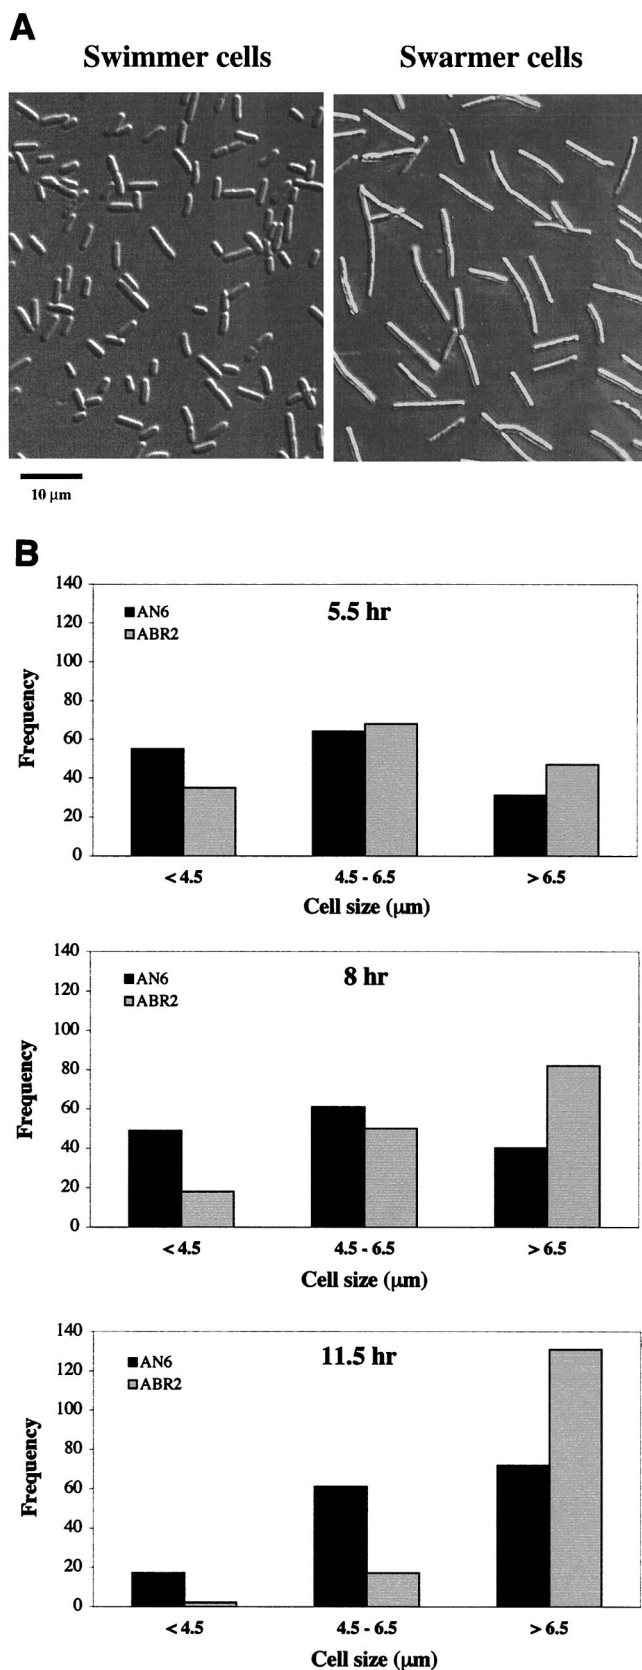 A
Swimmer cells Swarmer cells
10 μm
B
140
120
100
80
60
40
20
0
Frequency
AN6
ABR2
5.5 hr
< 4.5 4.5 - 6.5 > 6.5
Cell size (μm)
140
120
100
80
60
40
20
0
Frequency
AN6
ABR2
8 hr
< 4.5 4.5 - 6.5 > 6.5
Cell size (μm)
140
120
100
80
60
40
20
0
Frequency
AN6
ABR2
11.5 hr
< 4.5 4.5 - 6.5 > 6.5
Cell size (μm)